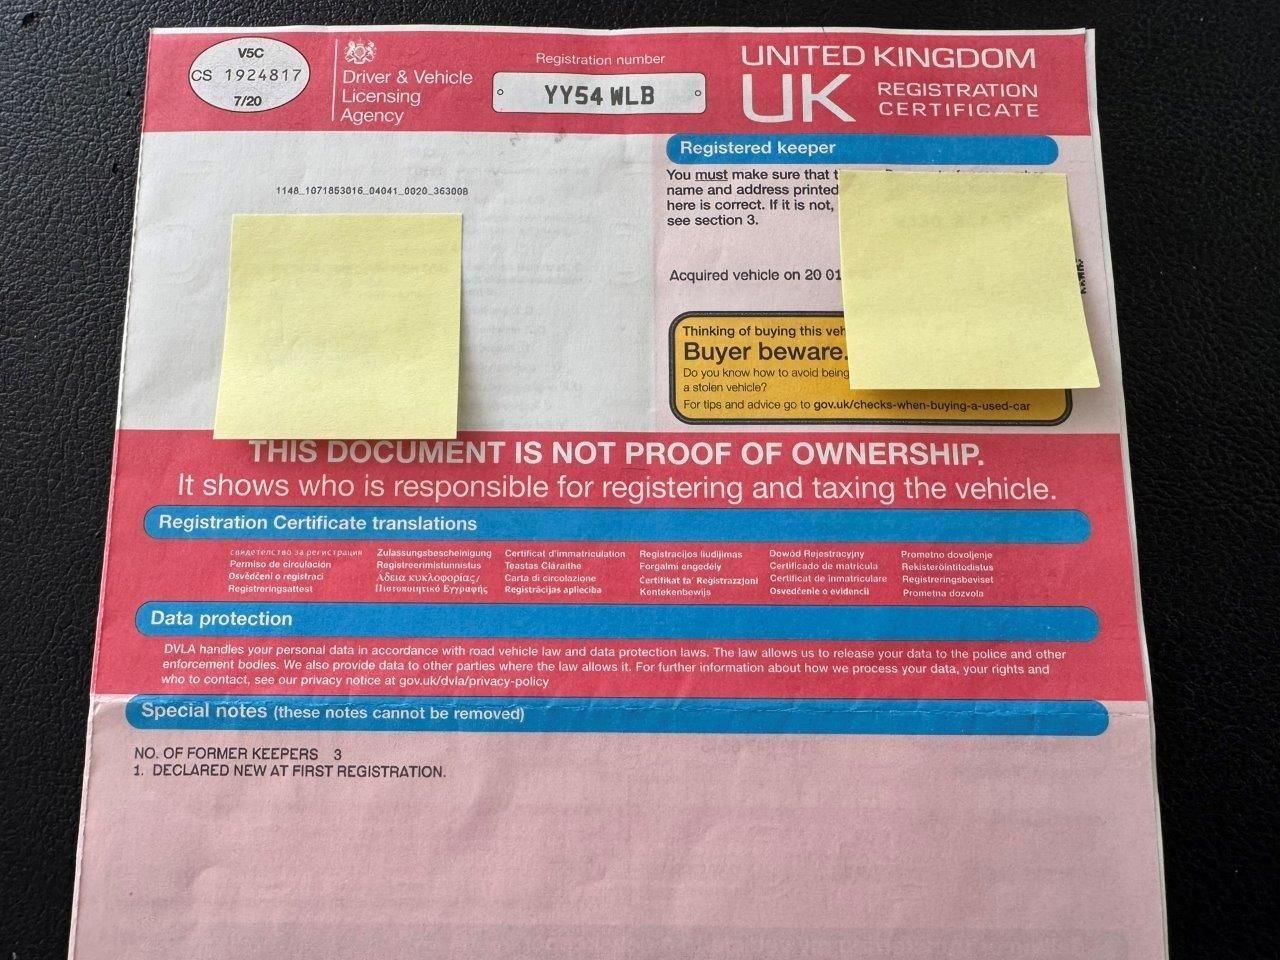 V5C
CS 1924817
7/20
Driver & Vehicle
Licensing
Agency
Registration number
YY54 WLB
UNITED KINGDOM
UK REGISTRATION
CERTIFICATE
1148_1071853016_04041_0020_36300B
Registered keeper
You must make sure that
name and address printed
here is correct. If it is not,
see section 3.
Acquired vehicle on 20 01
Thinking of buying this
Buyer beware.
Do you know how to avoid being
a stolen vehicle?
For tips and advice go to gov.uk/checks-when-buying-a-used-car
THIS DOCUMENT IS NOT PROOF OF OWNERSHIP.
It shows who is responsible for registering and taxing the vehicle.
Registration Certificate translations
свидетелство за регистрация Zulassungsbescheinigung Certificat d'immatriculation Registracijos liudijimas Dowód Rejestracyjny Prometno dovoljenje
Permiso de circulación Registreerimistunnistus Teastas Cláraithe Forgalmi engedély Certificado de matrícula Rekisteröintitodistus
Osvědčení o registraci Άδεια κυκλοφορίας/ Carta di circolazione Ċertifikat ta' Reġistrazzjoni Certificat de inmatriculare Registreringsbeviset
Registreringsattest Πιστοποιητικό Εγγραφής Reģistrācijas apliecība Kentekenbewijs Osvedčenie o evidencii Prometna dozvola
Data protection
DVLA handles your personal data in accordance with road vehicle law and data protection laws. The law allows us to release your data to the police and other
enforcement bodies. We also provide data to other parties where the law allows it. For further information about how we process your data, your rights and
who to contact, see our privacy notice at gov.uk/dvla/privacy-policy
Special notes (these notes cannot be removed)
NO. OF FORMER KEEPERS 3
1. DECLARED NEW AT FIRST REGISTRATION.